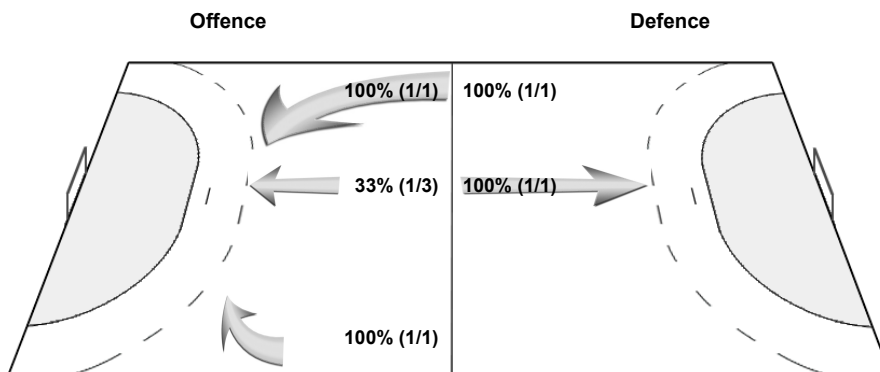 Offence Defence
100% (1/1) 100% (1/1)
33% (1/3) 100% (1/1)
100% (1/1)